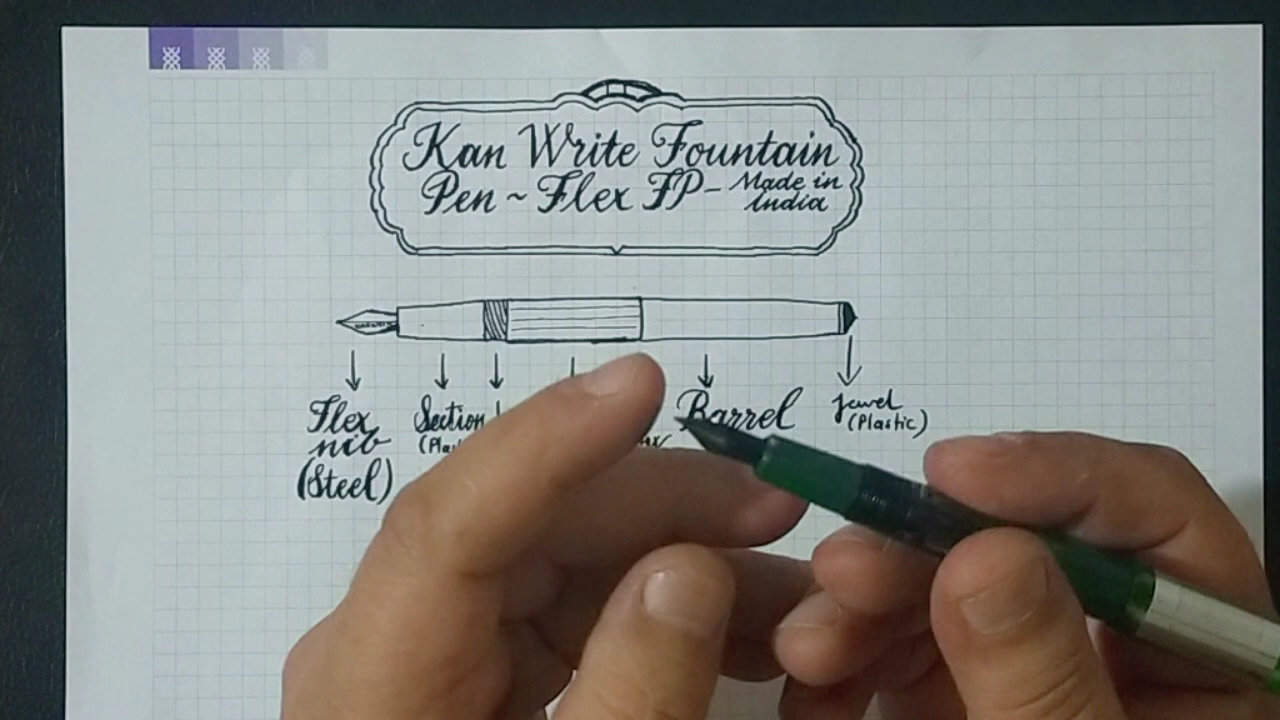 Kan Write Fountain
Pen ~ Flex FP - Made in
India
Flex
nib
(Steel)
Section
Barrel
Jewel
(Plastic)